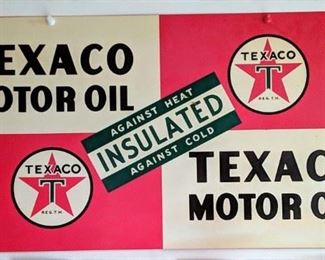 EXACO
OTOR OIL
TEXACO
T
REG. T.M.
AGAINST HEAT
INSULATED
AGAINST COLD
TEXACO
T
REG. T.M.
TEXAC
MOTOR O